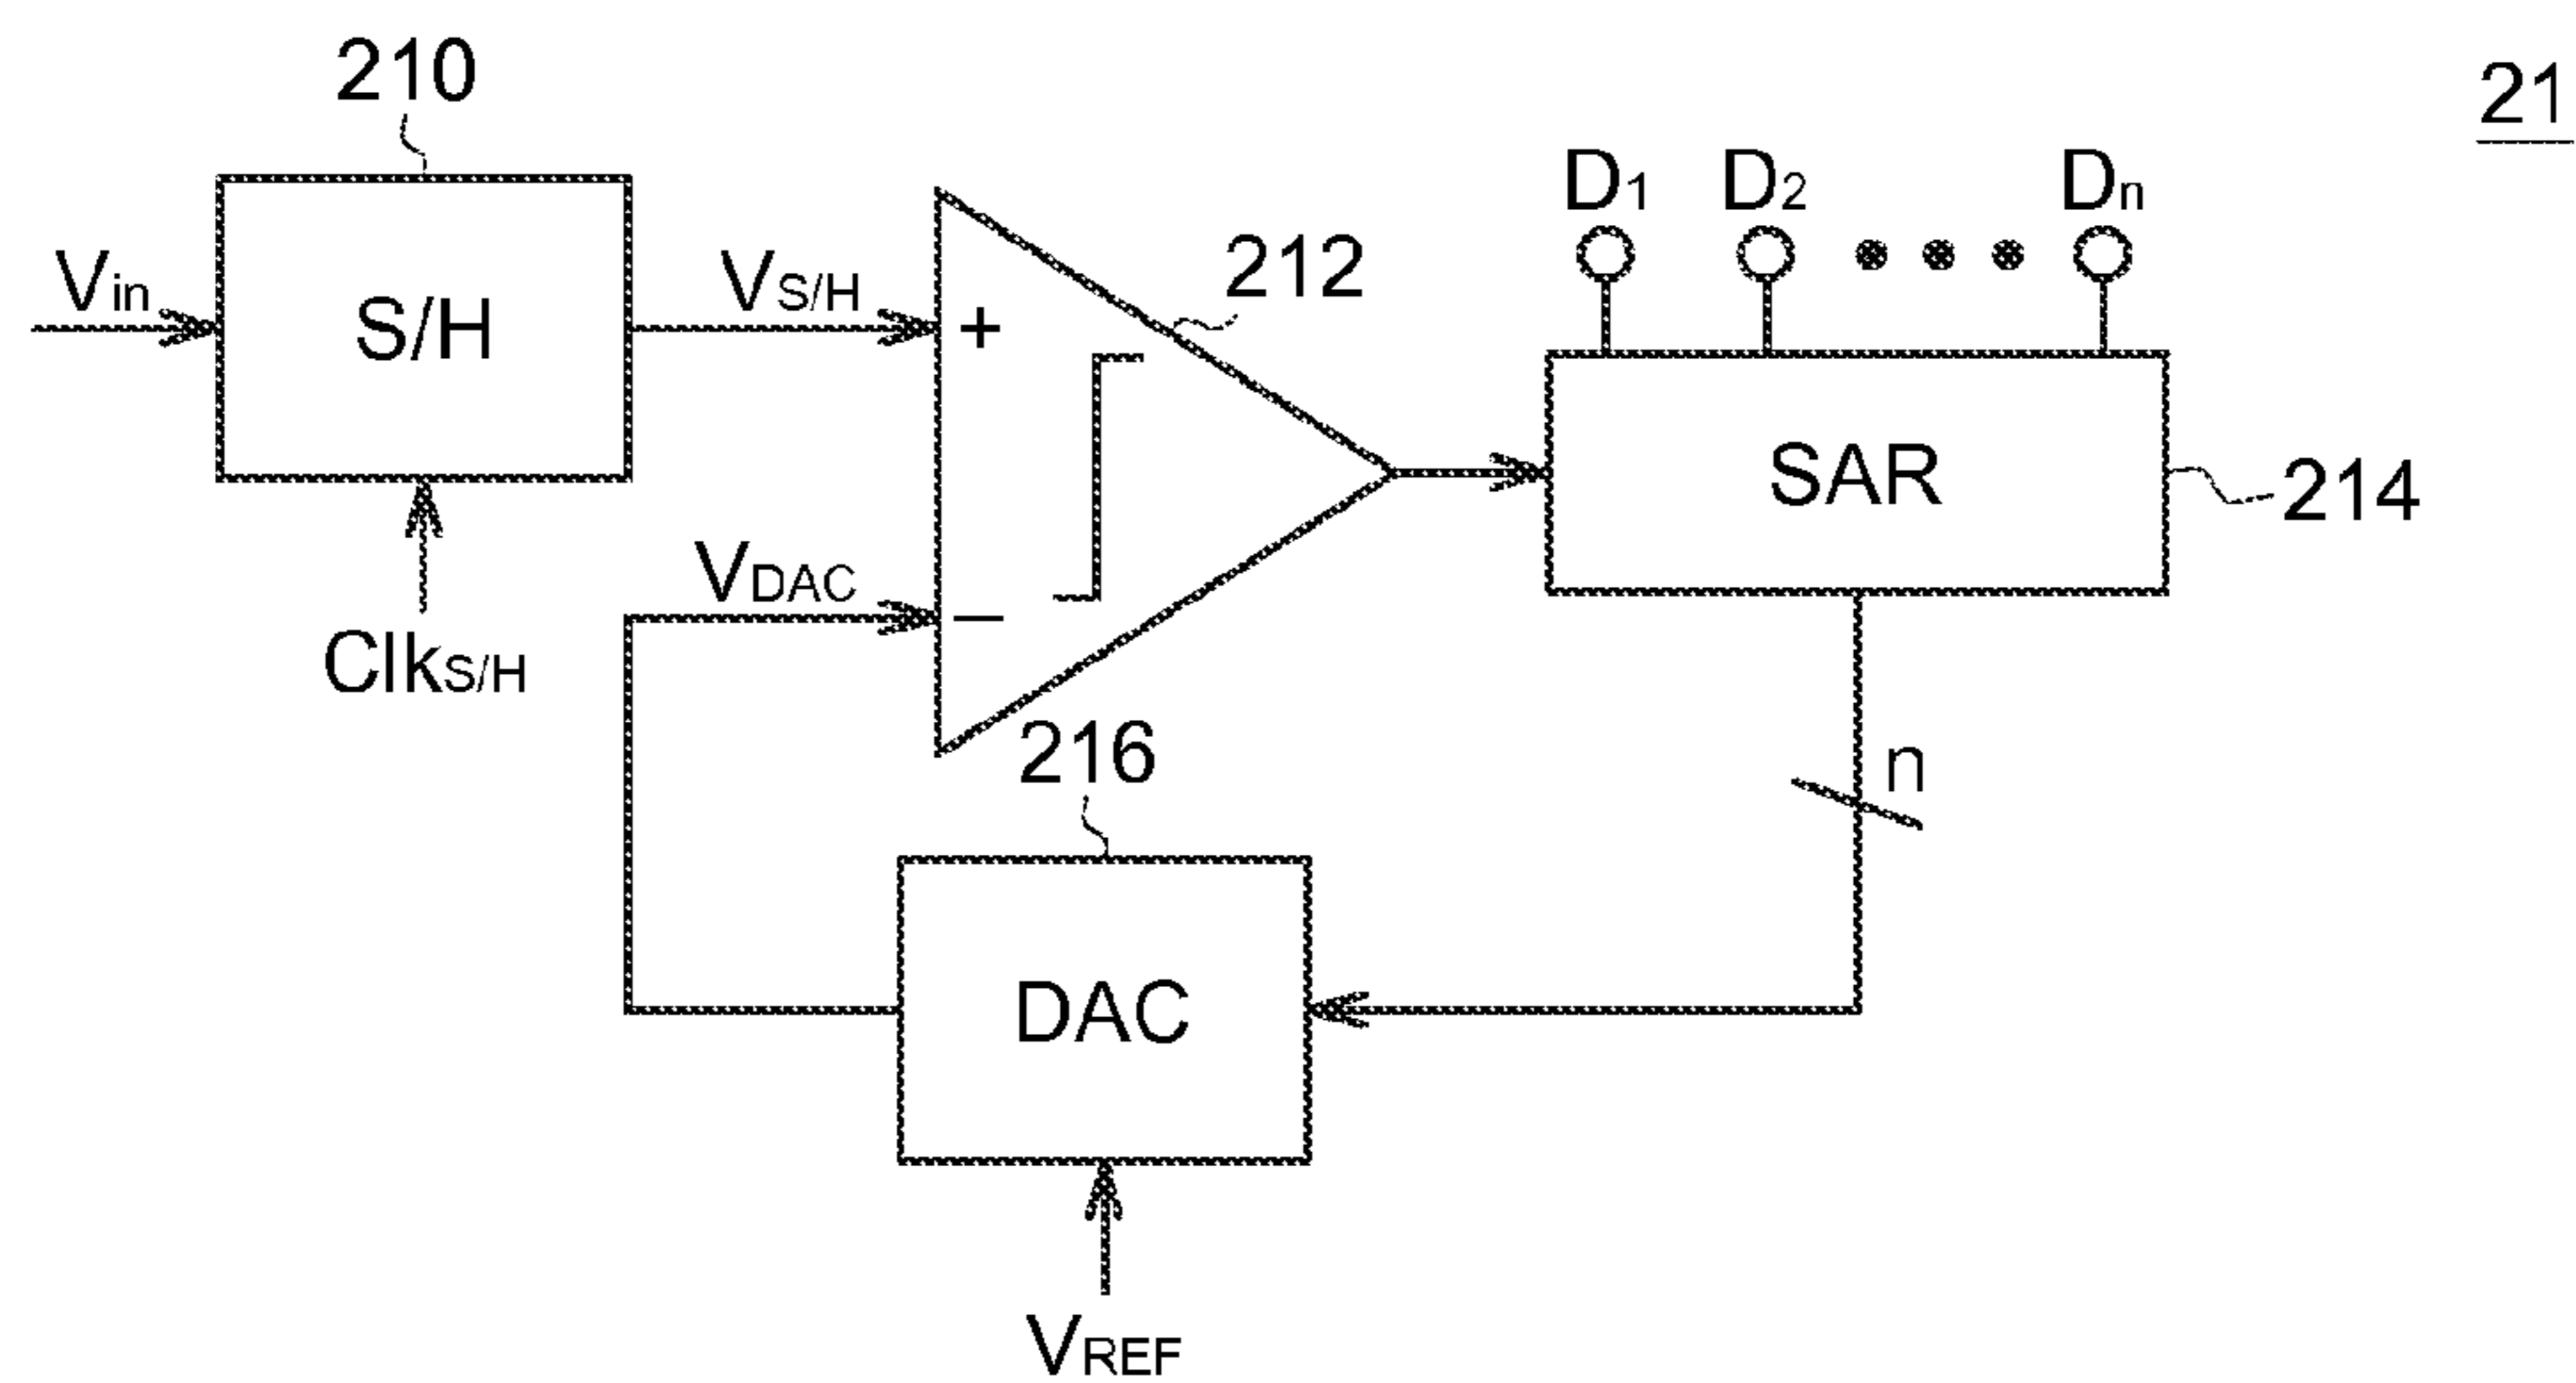 210
21
D1 D2 Dn
Vin
S/H
VS/H
+
212
SAR
214
VDAC
−
ClkS/H
216
n
DAC
VREF